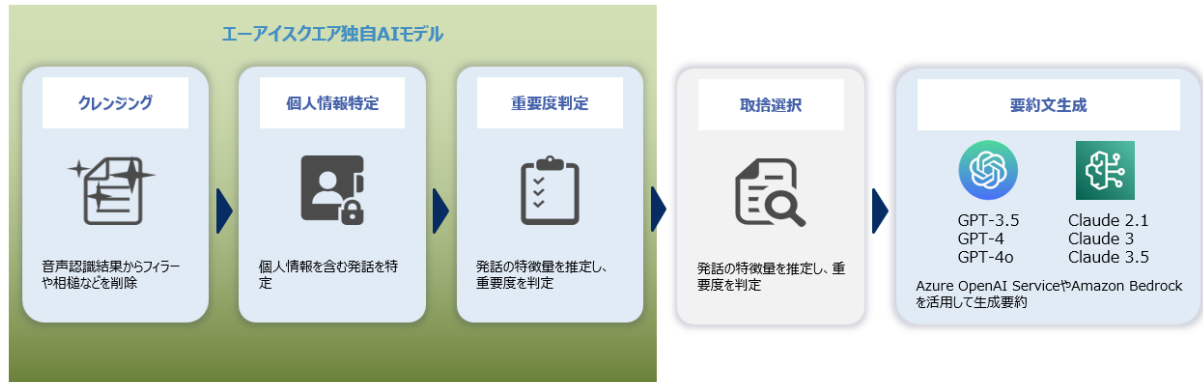 エーアイスクエア独自AIモデル
クレンジング
音声認識結果からフィラー
や相槌などを削除
個人情報特定
個人情報を含む発話を特
定
重要度判定
発話の特徴量を推定し、
重要度を判定
取捨選択
発話の特徴量を推定し、重
要度を判定
要約文生成
GPT-3.5
GPT-4
GPT-4o
Claude 2.1
Claude 3
Claude 3.5
Azure OpenAI ServiceやAmazon Bedrock
を活用して生成要約